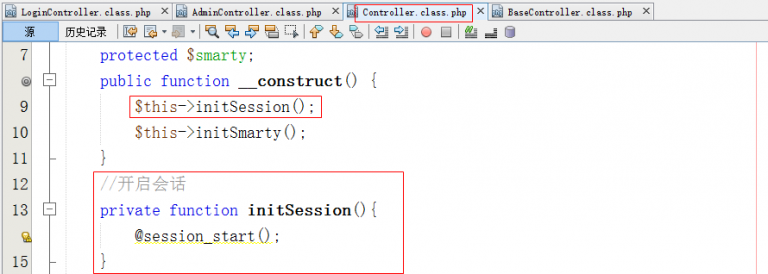 LoginController.class.php AdminController.class.php Controller.class.php BaseController.class.php
源 历史记录
7 protected $smarty;
public function __construct() {
9 $this->initSession();
10 $this->initSmarty();
11 }
12 //开启会话
13 private function initSession(){
@session_start();
15 }